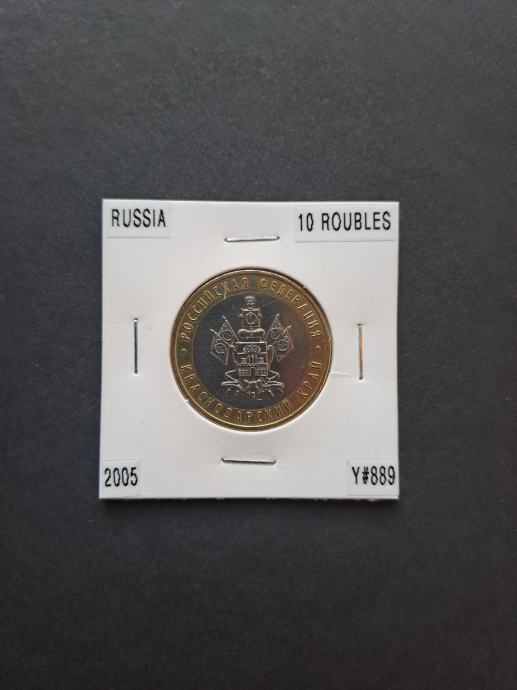 RUSSIA
10 ROUBLES
РОССИЙСКАЯ ФЕДЕРАЦИЯ
КРАСНОДАРСКИЙ КРАЙ
2005
Y#889